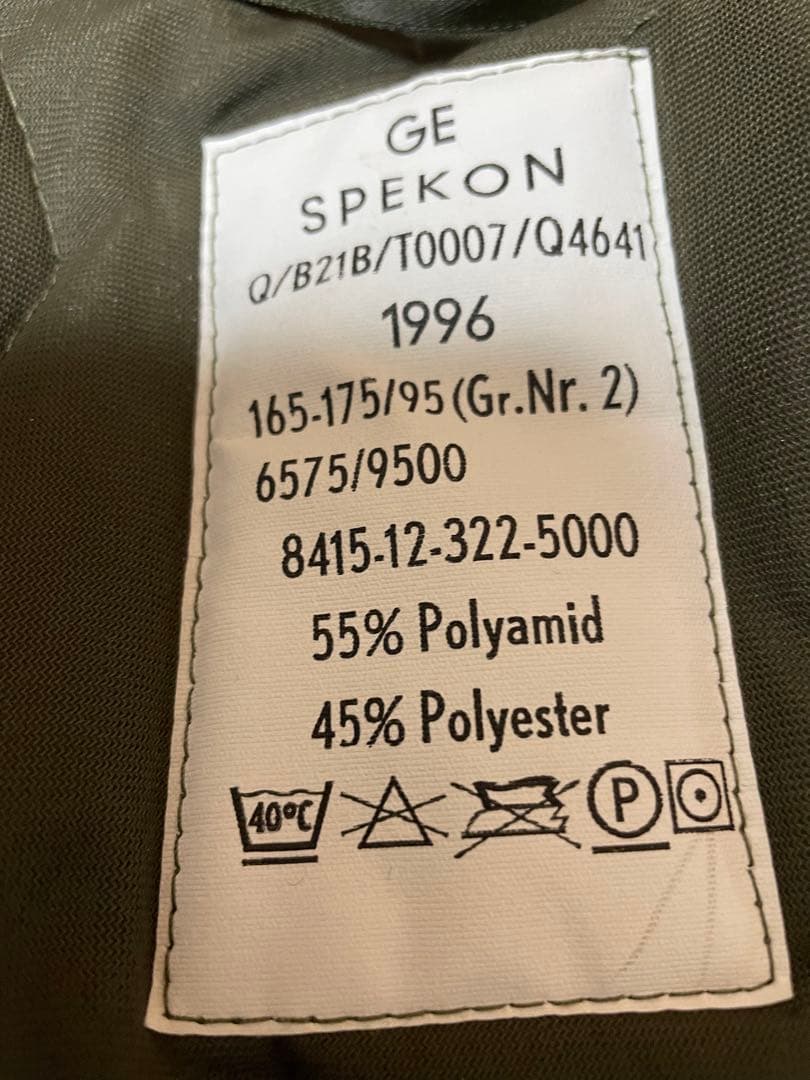 GE
SPEKON
Q/B21B/T0007/Q4641
1996
165-175/95 (Gr.Nr. 2)
6575/9500
8415-12-322-5000
55% Polyamid
45% Polyester
40°C P